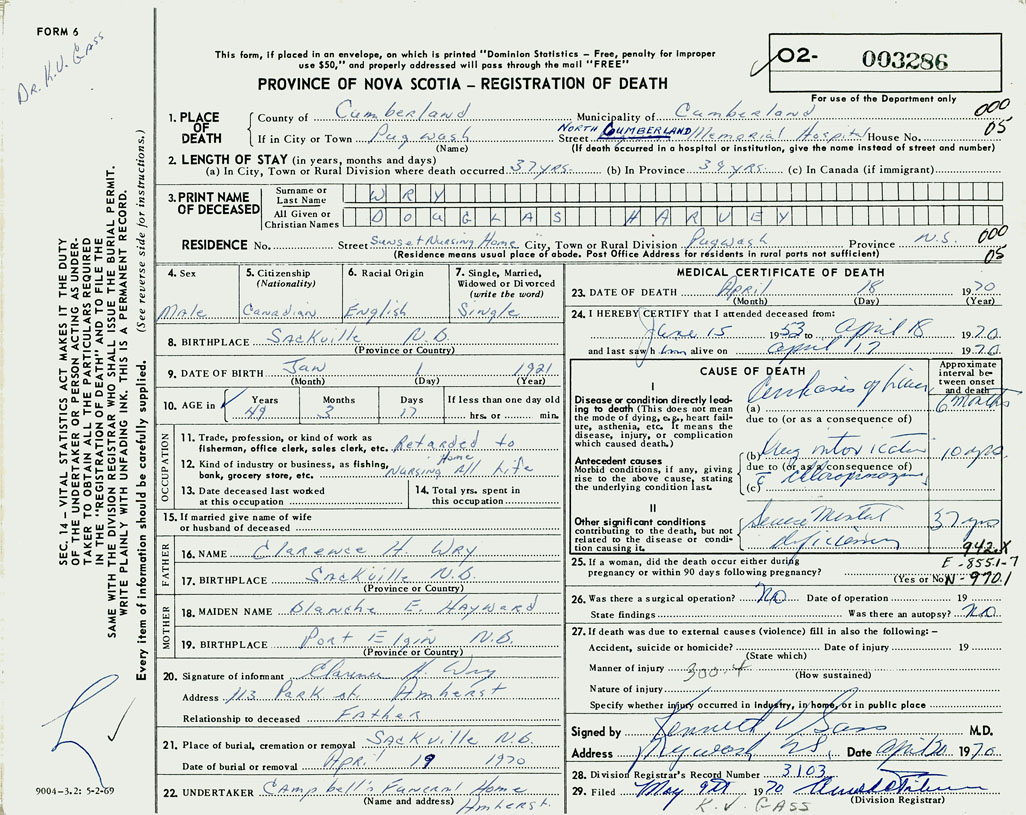 FORM 6
Dr. K.V. Gass
This form, if placed in an envelope, on which is printed "Dominion Statistics – Free, penalty for improper
use $50," and properly addressed will pass through the mail "FREE"
PROVINCE OF NOVA SCOTIA – REGISTRATION OF DEATH
O2- 003286
For use of the Department only
000
05
1. PLACE OF DEATH
County of Cumberland Municipality of Cumberland
If in City or Town Pugwash Street NORTH CUMBERLAND Memorial Hospital House No.
(Name) (If death occurred in a hospital or institution, give the name instead of street and number)
2. LENGTH OF STAY (in years, months and days)
(a) In City, Town or Rural Division where death occurred 37 yrs. (b) In Province 39 yrs. (c) In Canada (if immigrant)
3. PRINT NAME OF DECEASED
Surname or Last Name WRY
All Given or Christian Names DOUGLAS HARVEY
RESIDENCE No. Street Sunset Nursing Home City, Town or Rural Division Pugwash Province N.S. 000
05
(Residence means usual place of abode. Post Office Address for residents in rural parts not sufficient)
SEC. 14 – VITAL STATISTICS ACT MAKES IT THE DUTY
OF THE UNDERTAKER OR PERSON ACTING AS UNDER-
TAKER TO OBTAIN ALL THE PARTICULARS REQUIRED
IN THE "REGISTRATION OF DEATH" AND TO FILE THE
SAME WITH THE DIVISION REGISTRAR WHO SHALL ISSUE THE BURIAL PERMIT.
WRITE PLAINLY WITH UNFADING INK. THIS IS A PERMANENT RECORD.
Every item of information should be carefully supplied. (See reverse side for instructions.)
4. Sex
Male
5. Citizenship
(Nationality)
Canadian
6. Racial Origin
English
7. Single, Married,
Widowed or Divorced
(write the word)
Single
8. BIRTHPLACE Sackville N.B.
(Province or Country)
9. DATE OF BIRTH Jan 1 1921
(Month) (Day) (Year)
10. AGE in Years Months Days If less than one day old
49 3 17 hrs. or min.
OCCUPATION
11. Trade, profession, or kind of work as
fisherman, office clerk, sales clerk, etc. Retarded to
12. Kind of industry or business, as fishing,
bank, grocery store, etc. Nursing Home All Life
13. Date deceased last worked
at this occupation
14. Total yrs. spent in
this occupation
15. If married give name of wife
or husband of deceased
FATHER
16. NAME Clarence H. Wry
17. BIRTHPLACE Sackville N.B.
(Province or Country)
MOTHER
18. MAIDEN NAME Blanche E. Hayward
19. BIRTHPLACE Port Elgin N.B.
(Province or Country)
20. Signature of informant Clarence H. Wry
Address 113 Park st Amherst
Relationship to deceased Father
21. Place of burial, cremation or removal Sackville N.B.
Date of burial or removal April 19 1970
22. UNDERTAKER Campbell's Funeral Home
(Name and address) Amherst.
9004-3.2: 5-2-69
MEDICAL CERTIFICATE OF DEATH
23. DATE OF DEATH April 18 1970
(Month) (Day) (Year)
24. I HEREBY CERTIFY that I attended deceased from:
June 15 1953 to April 18 1970
and last saw him alive on April 17 1970
CAUSE OF DEATH
Approximate interval between onset and death
I
Disease or condition directly lead-
ing to death (This does not mean
the mode of dying, e.g., heart fail-
ure, asthenia, etc. It means the
disease, injury, or complication
which caused death.)
(a) Cirrhosis of liver 6 months
due to (or as a consequence of)
Antecedent causes
Morbid conditions, if any, giving
rise to the above cause, stating
the underlying condition last.
(b) Drug intoxication 10 yrs.
due to (or as a consequence of)
(c) c chlorpromazine
II
Other significant conditions
contributing to the death, but not
related to the disease or condi-
tion causing it.
Severe Mental
deficiency
37 yrs
942.X
E-855.1-7
N-970.1
25. If a woman, did the death occur either during
pregnancy or within 90 days following pregnancy?
(Yes or No)
26. Was there a surgical operation? No Date of operation 19
State findings Was there an autopsy? No
27. If death was due to external causes (violence) fill in also the following: –
Accident, suicide or homicide? Date of injury 19
(State which)
Manner of injury 300.4
(How sustained)
Nature of injury
Specify whether injury occurred in industry, in home, or in public place
Signed by Kenneth V Gass M.D.
Address Pugwash NS. Date April 20 1970
28. Division Registrar's Record Number 3103
29. Filed May 9th 1970
(Division Registrar)
K.V. GASS